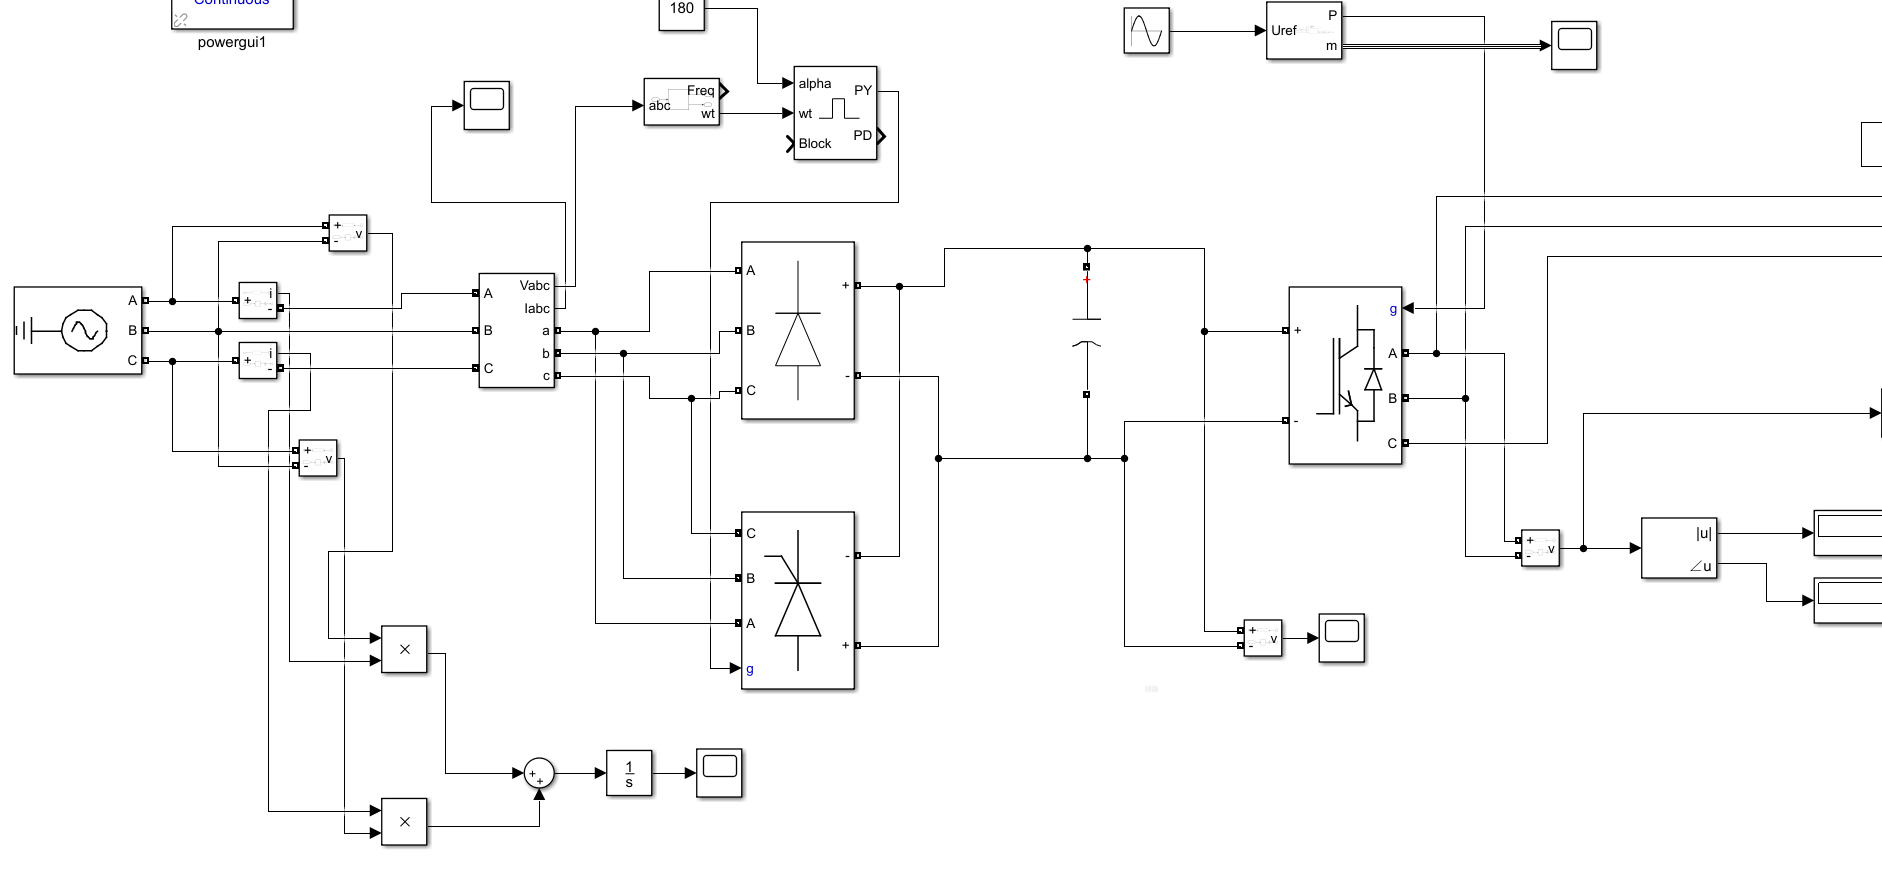 Continuous
powergui1
180
alpha
wt
Block
PY
PD
abc
Freq
wt
Uref
P
m
+
-
v
A
B
C
+
i
-
+
i
-
+
-
v
A
B
C
Vabc
Iabc
a
b
c
A
B
C
+
-
C
B
A
g
-
+
+
+
-
g
A
B
C
+
-
v
|u|
∠u
+
-
v
×
×
+
+
1
s